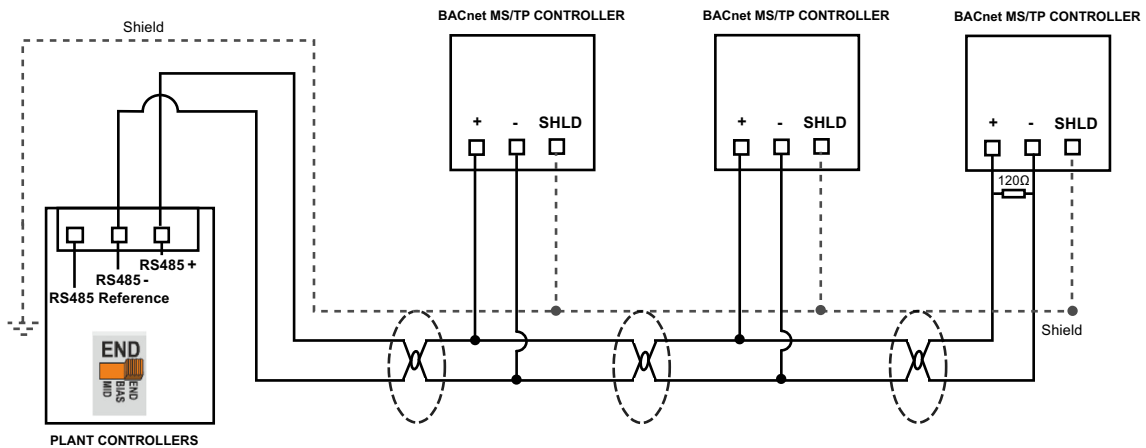 BACnet MS/TP CONTROLLER
BACnet MS/TP CONTROLLER
BACnet MS/TP CONTROLLER
Shield
+ - SHLD
+ - SHLD
+ - SHLD
120Ω
RS485 +
RS485 -
RS485 Reference
Shield
END
MID
BIAS
END
PLANT CONTROLLERS